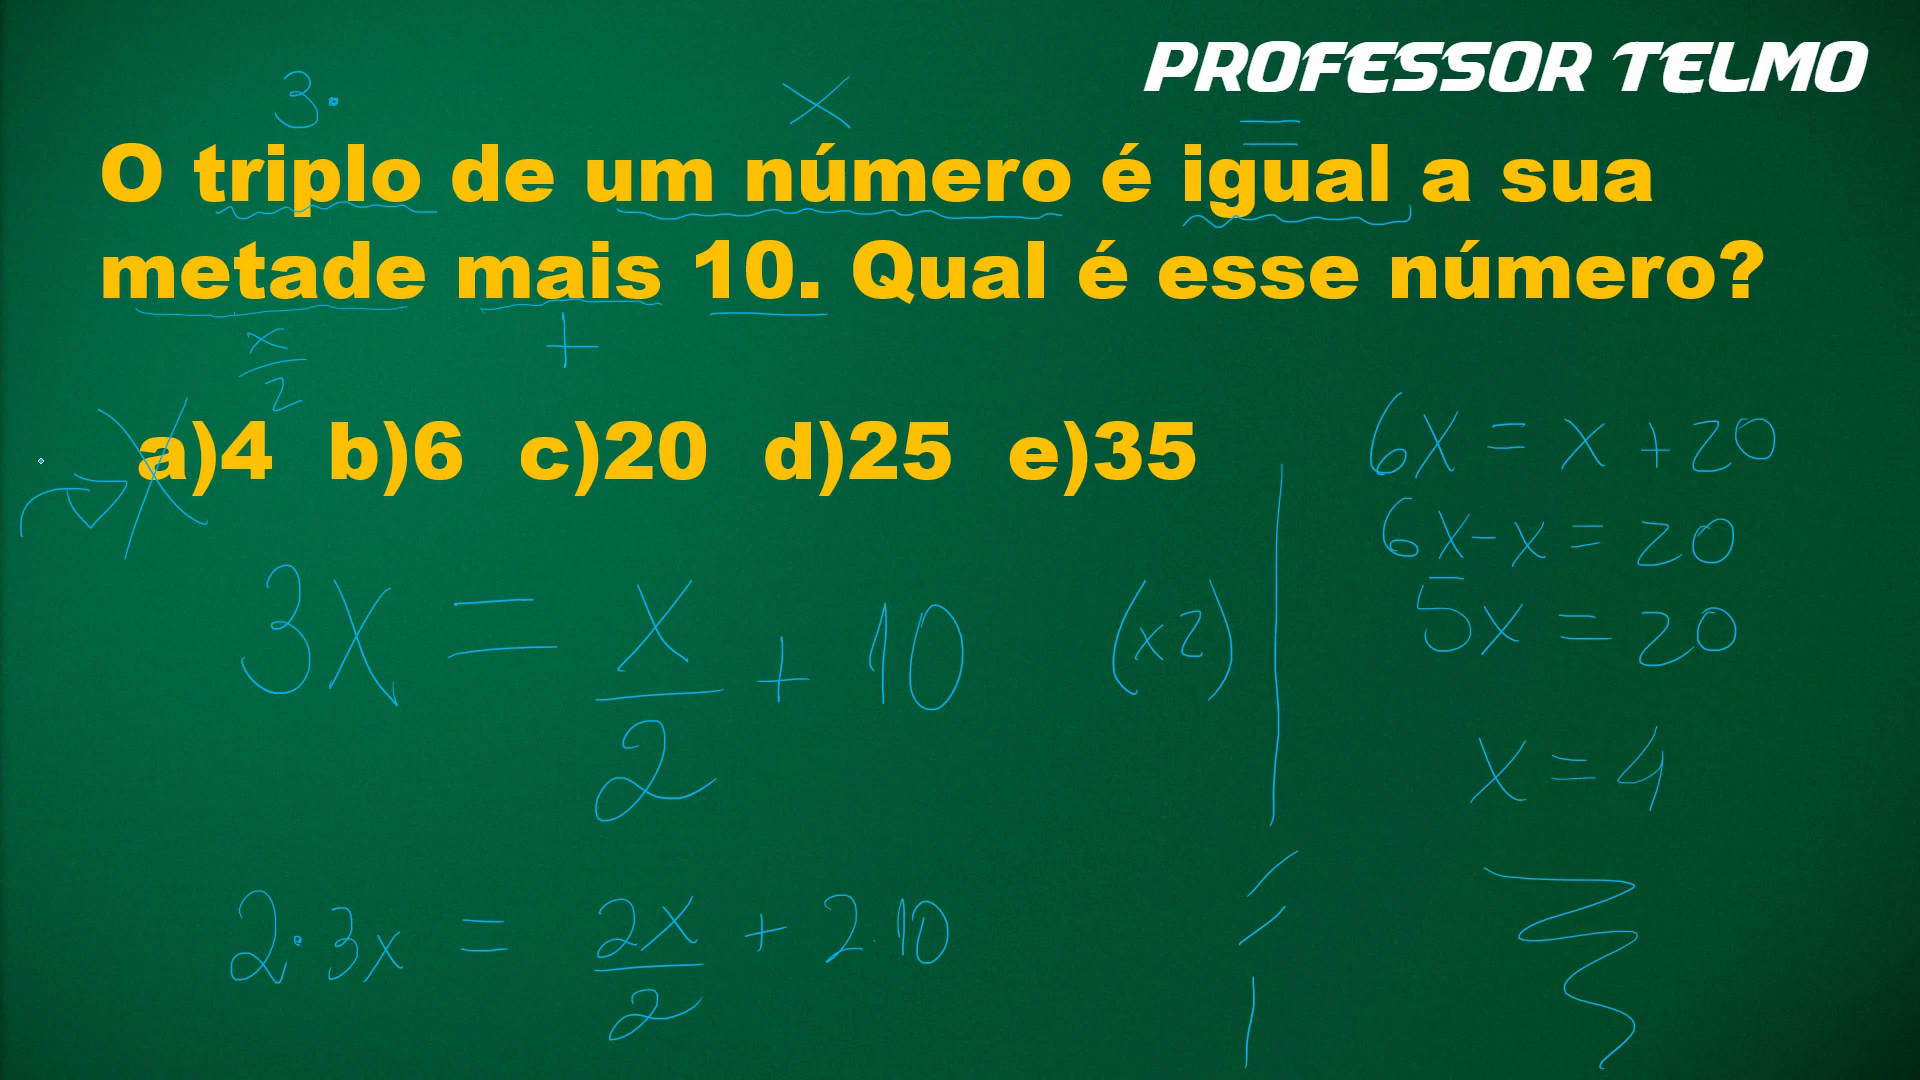 PROFESSOR TELMO
3· x =
O triplo de um número é igual a sua
metade mais 10. Qual é esse número?
x/2 +
a)4 b)6 c)20 d)25 e)35
3x = x/2 + 10 (x2)
2·3x = 2x/2 + 2·10
6x = x + 20
6x - x = 20
5x = 20
x = 4